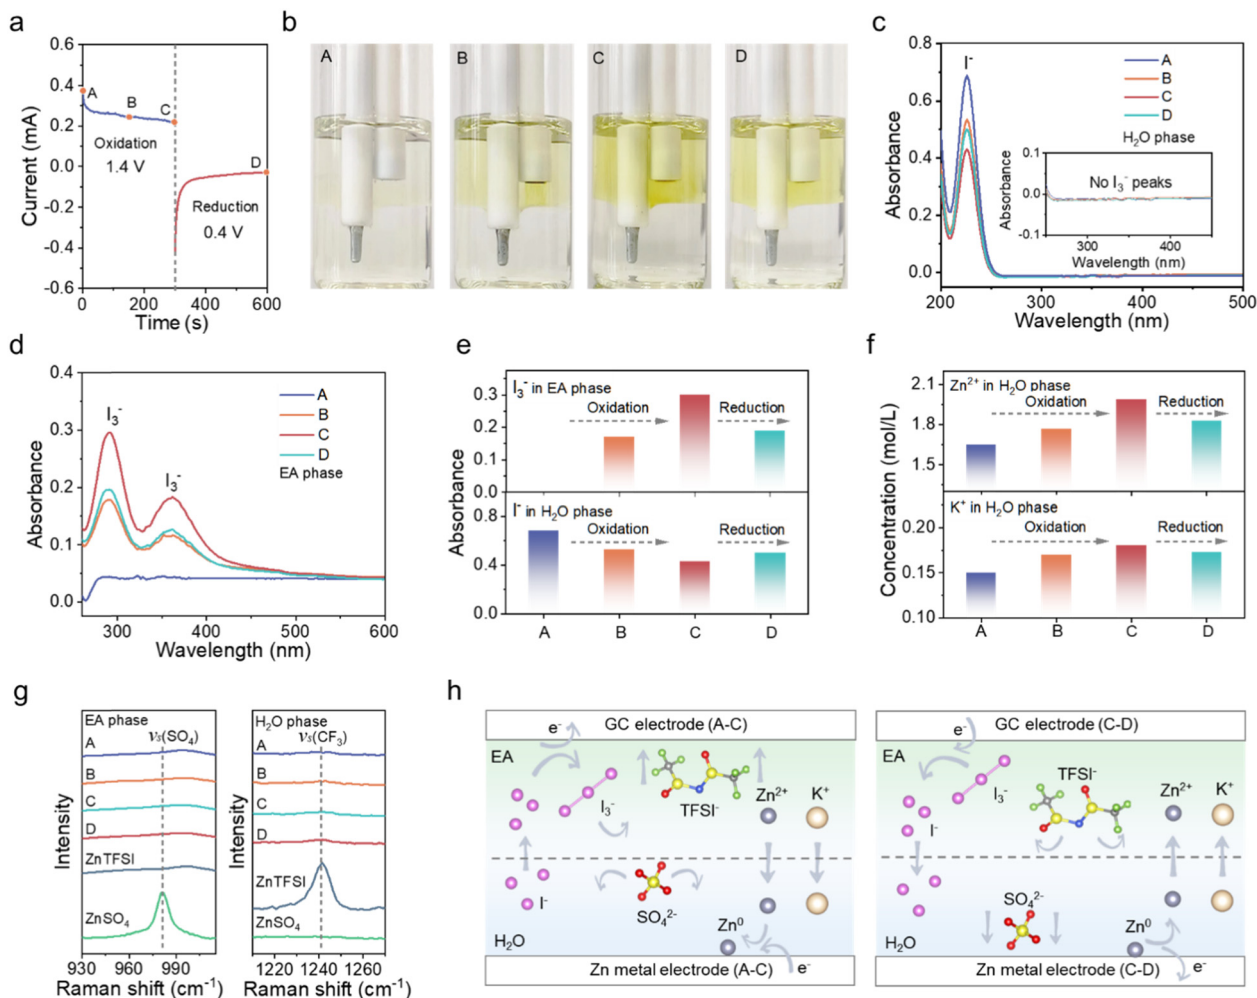 a
0.6
0.4
0.2
0.0
-0.2
-0.4
-0.6
Current (mA)
A
B
C
D
Oxidation
1.4 V
Reduction
0.4 V
0
200
400
600
Time (s)
b
A
B
C
D
c
0.8
0.6
0.4
0.2
0.0
Absorbance
I⁻
A
B
C
D
H₂O phase
0.1
0.0
-0.1
Absorbance
No I₃⁻ peaks
300
400
Wavelength (nm)
200
300
400
500
Wavelength (nm)
d
0.4
0.3
0.2
0.1
0.0
Absorbance
I₃⁻
I₃⁻
A
B
C
D
EA phase
300
400
500
600
Wavelength (nm)
e
I₃⁻ in EA phase
Oxidation
Reduction
0.3
0.2
0.1
0.0
I⁻ in H₂O phase
Oxidation
Reduction
0.8
0.4
0.0
Absorbance
A
B
C
D
f
Zn²⁺ in H₂O phase
Oxidation
Reduction
2.1
1.8
1.5
K⁺ in H₂O phase
Oxidation
Reduction
0.20
0.15
0.10
Concentration (mol/L)
A
B
C
D
g
EA phase
νₛ(SO₄)
A
B
C
D
ZnTFSI
ZnSO₄
Intensity
930
960
990
Raman shift (cm⁻¹)
H₂O phase
νₛ(CF₃)
A
B
C
D
ZnTFSI
ZnSO₄
Intensity
1220
1240
1260
Raman shift (cm⁻¹)
h
GC electrode (A-C)
e⁻
EA
I₃⁻
TFSI⁻
Zn²⁺
K⁺
I⁻
SO₄²⁻
Zn⁰
H₂O
e⁻
Zn metal electrode (A-C)
GC electrode (C-D)
e⁻
EA
I₃⁻
TFSI⁻
Zn²⁺
K⁺
I⁻
SO₄²⁻
Zn⁰
H₂O
Zn metal electrode (C-D)
e⁻